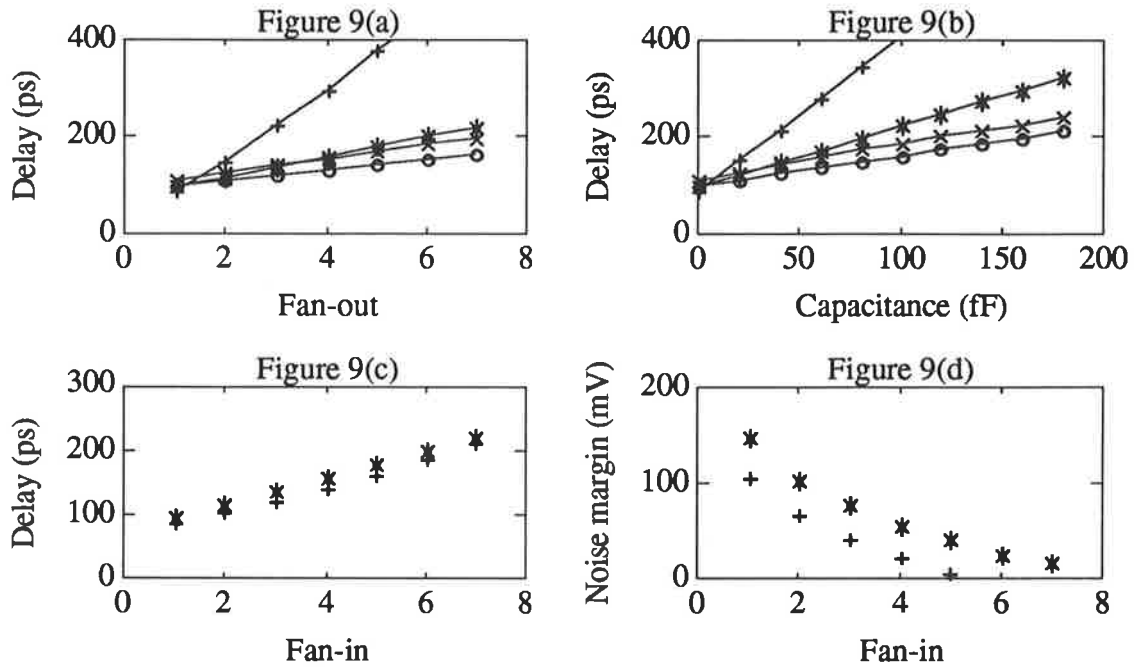 Figure 9(a)
Delay (ps)
400
200
0
0 2 4 6 8
Fan-out
Figure 9(b)
Delay (ps)
400
200
0
0 50 100 150 200
Capacitance (fF)
Figure 9(c)
Delay (ps)
300
200
100
0
0 2 4 6 8
Fan-in
Figure 9(d)
Noise margin (mV)
200
100
0
0 2 4 6 8
Fan-in